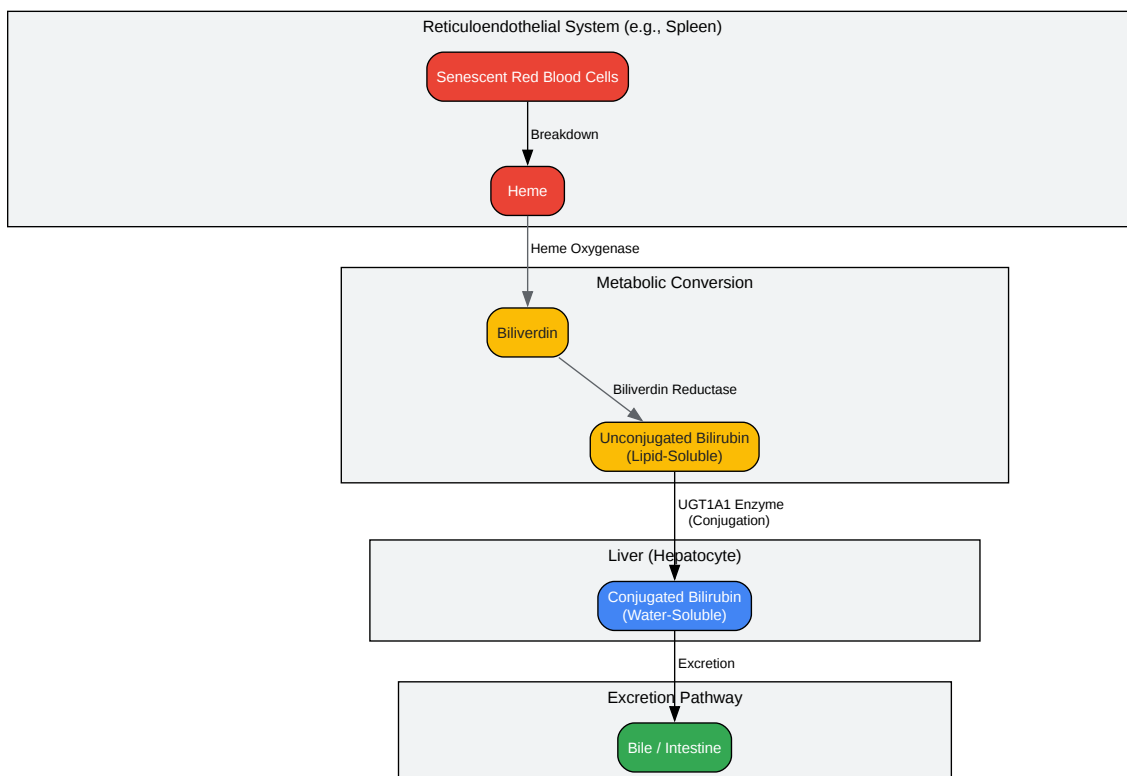 Reticuloendothelial System (e.g., Spleen)
Senescent Red Blood Cells
Breakdown
Heme
Heme Oxygenase
Metabolic Conversion
Biliverdin
Biliverdin Reductase
Unconjugated Bilirubin
(Lipid-Soluble)
UGT1A1 Enzyme
(Conjugation)
Liver (Hepatocyte)
Conjugated Bilirubin
(Water-Soluble)
Excretion
Excretion Pathway
Bile / Intestine